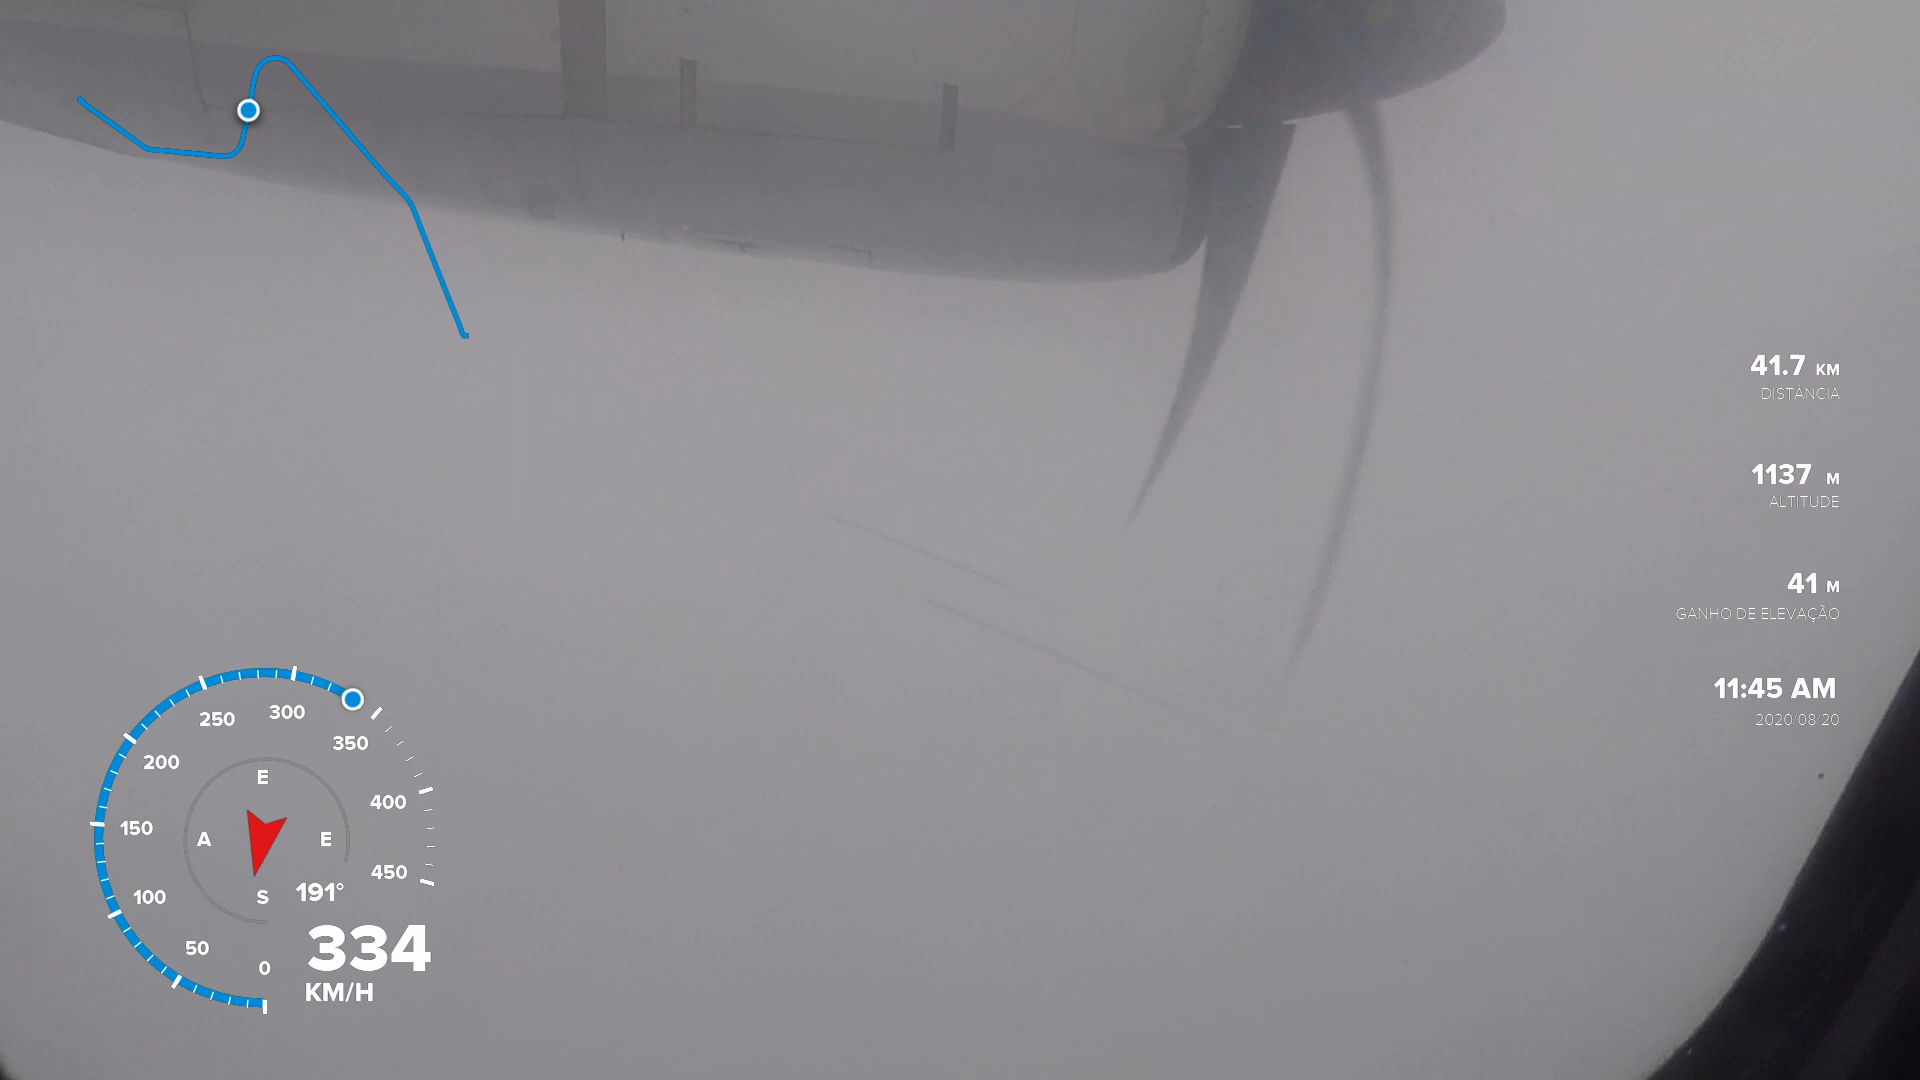 41.7 KM
DISTÂNCIA
1137 M
ALTITUDE
41 M
GANHO DE ELEVAÇÃO
11:45 AM
2020/08/20
250 300
350
200
E
400
150 A E
450
100 S 191°
50
0 334
KM/H